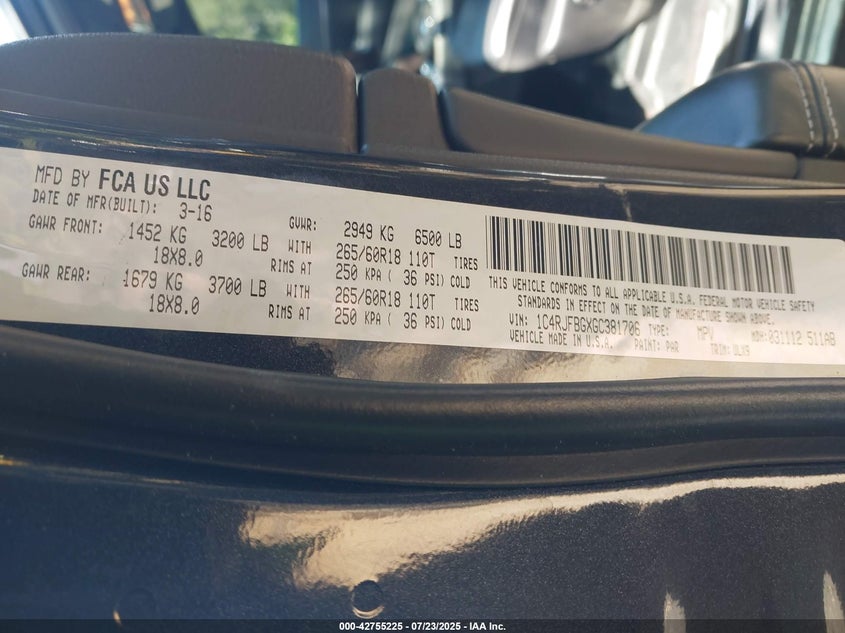 MFD BY FCA US LLC
DATE OF MFR(BUILT): 3-16 GVWR: 2949 KG 6500 LB
GAWR FRONT: 1452 KG 3200 LB WITH 265/60R18 110T TIRES
18X8.0 RIMS AT 250 KPA ( 36 PSI) COLD
GAWR REAR: 1679 KG 3700 LB WITH 265/60R18 110T TIRES
18X8.0 RIMS AT 250 KPA ( 36 PSI) COLD
THIS VEHICLE CONFORMS TO ALL APPLICABLE U.S.A. FEDERAL MOTOR VEHICLE SAFETY
STANDARDS IN EFFECT ON THE DATE OF MANUFACTURE SHOWN ABOVE.
VIN: 1C4RJFBGXGC381706 TYPE: MPV MDH: 031112 511AB
VEHICLE MADE IN U.S.A. PAINT: PAR TRIM: ULX9
000-42755225 - 07/23/2025 - IAA Inc.